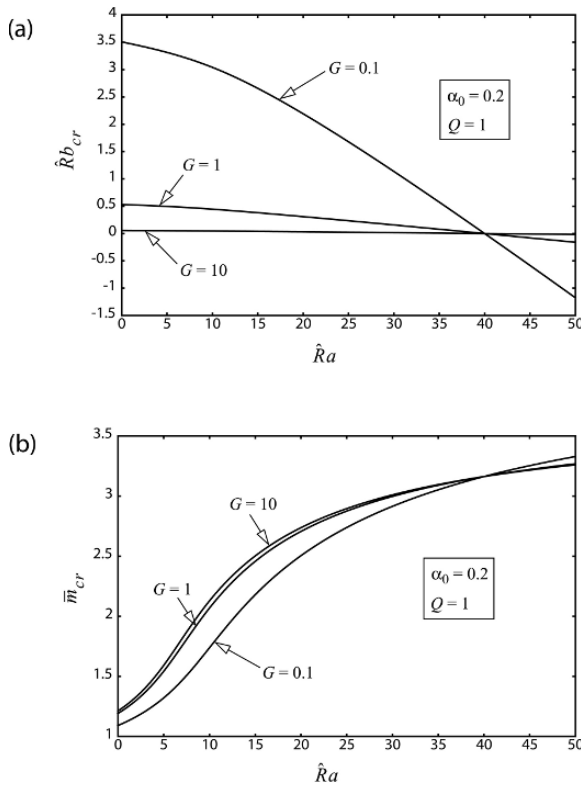 (a)
4
3.5
3
2.5
2
1.5
1
0.5
0
-0.5
-1
-1.5
R̂b_cr
G = 0.1
G = 1
G = 10
α₀ = 0.2
Q = 1
0 5 10 15 20 25 30 35 40 45 50
R̂a
(b)
3.5
3
2.5
2
1.5
1
m̅_cr
G = 10
G = 1
G = 0.1
α₀ = 0.2
Q = 1
0 5 10 15 20 25 30 35 40 45 50
R̂a